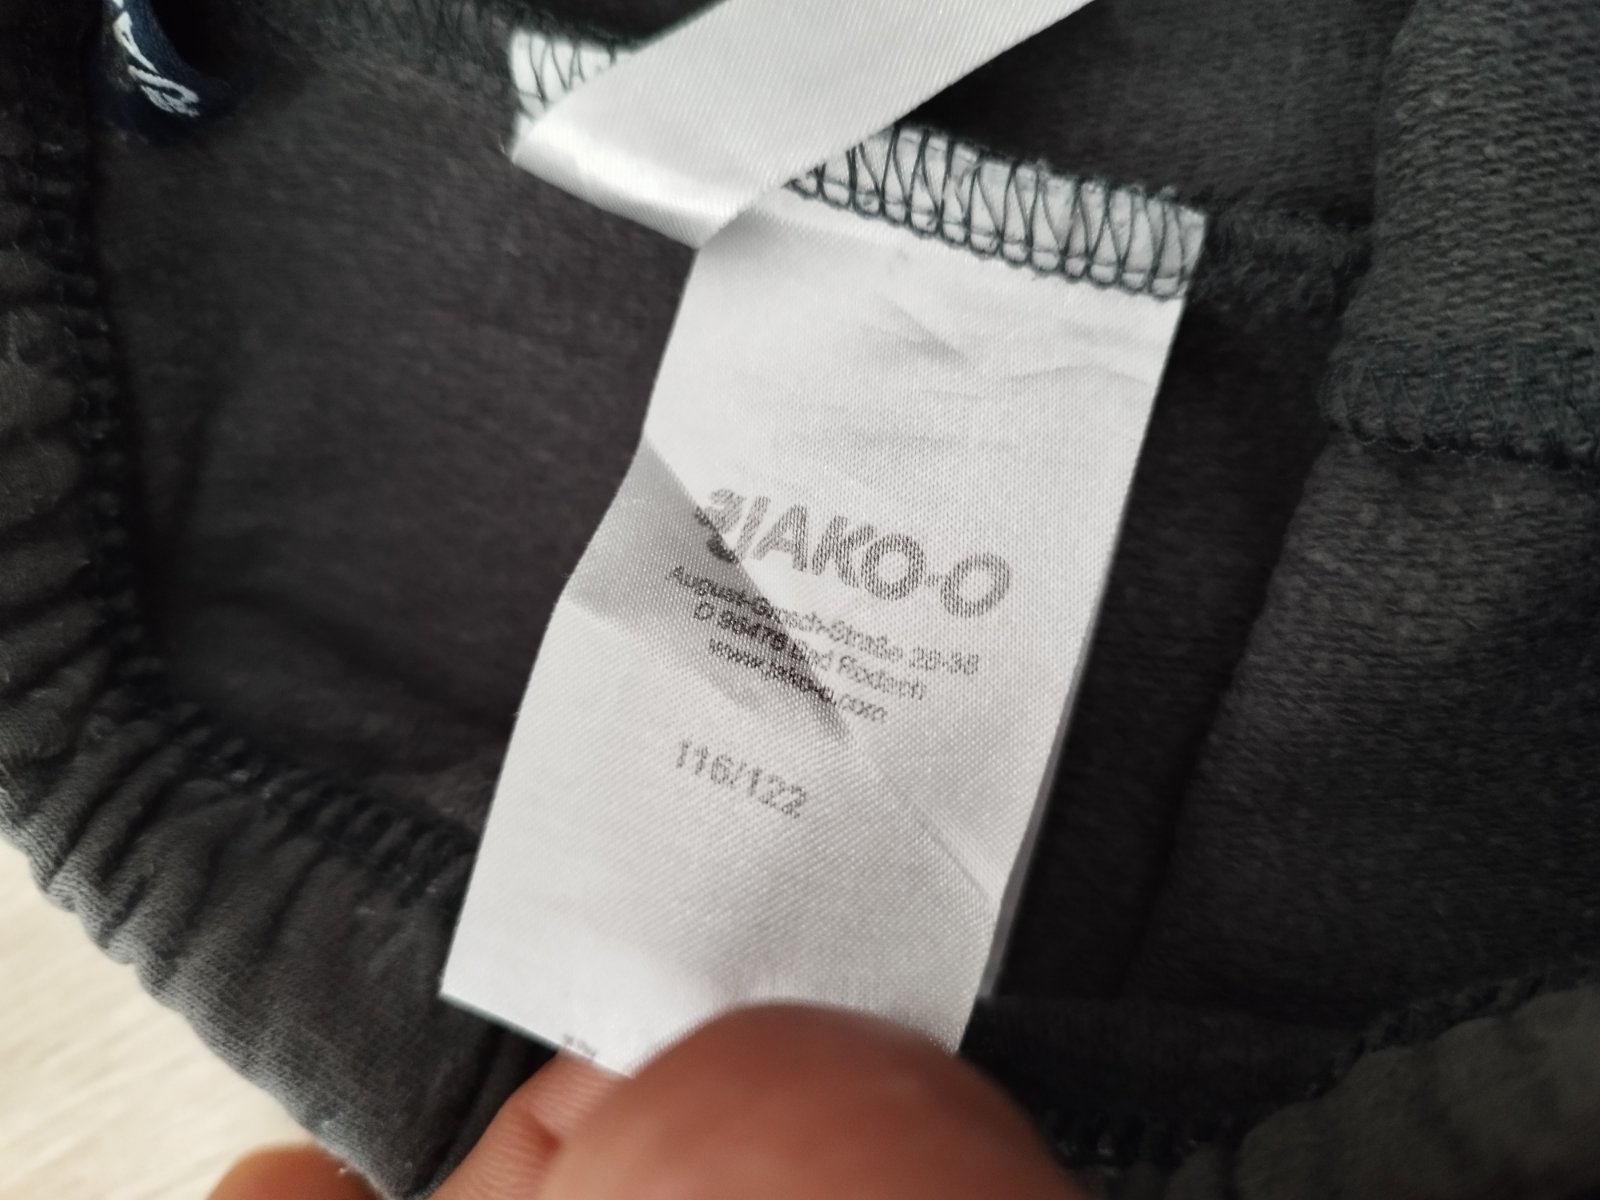 JAKO-O
August-Grosch-Straße 28-38
D 96476 Bad Rodach
www.jako-o.com
116/122